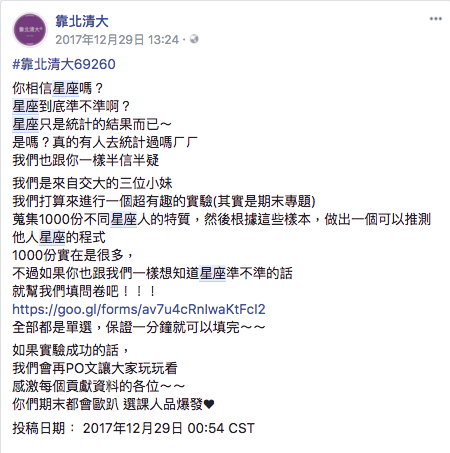 靠北清大
2017年12月29日 13:24
#靠北清大69260
你相信星座嗎？
星座到底準不準啊？
星座只是統計的結果而已～
是嗎？真的有人去統計過嗎ㄏㄏ
我們也跟你一樣半信半疑
我們是來自交大的三位小妹
我們打算來進行一個超有趣的實驗(其實是期末專題)
蒐集1000份不同星座人的特質，然後根據這些樣本，做出一個可以推測
他人星座的程式
1000份實在是很多，
不過如果你也跟我們一樣想知道星座準不準的話
就幫我們填問卷吧！！！
https://goo.gl/forms/av7u4cRnlwaKtFcl2
全部都是單選，保證一分鐘就可以填完～～
如果實驗成功的話，
我們會再PO文讓大家玩玩看
感激每個貢獻資料的各位～～
你們期末都會歐趴 選課人品爆發♥
投稿日期： 2017年12月29日 00:54 CST